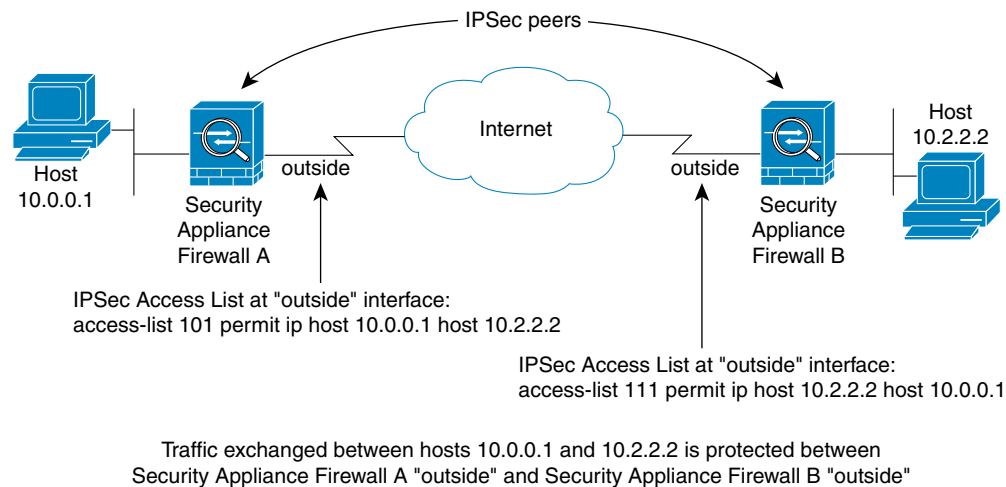 IPSec peers
Internet
Host
10.0.0.1
outside
Security
Appliance
Firewall A
outside
Security
Appliance
Firewall B
Host
10.2.2.2
IPSec Access List at "outside" interface:
access-list 101 permit ip host 10.0.0.1 host 10.2.2.2
IPSec Access List at "outside" interface:
access-list 111 permit ip host 10.2.2.2 host 10.0.0.1
Traffic exchanged between hosts 10.0.0.1 and 10.2.2.2 is protected between
Security Appliance Firewall A "outside" and Security Appliance Firewall B "outside"